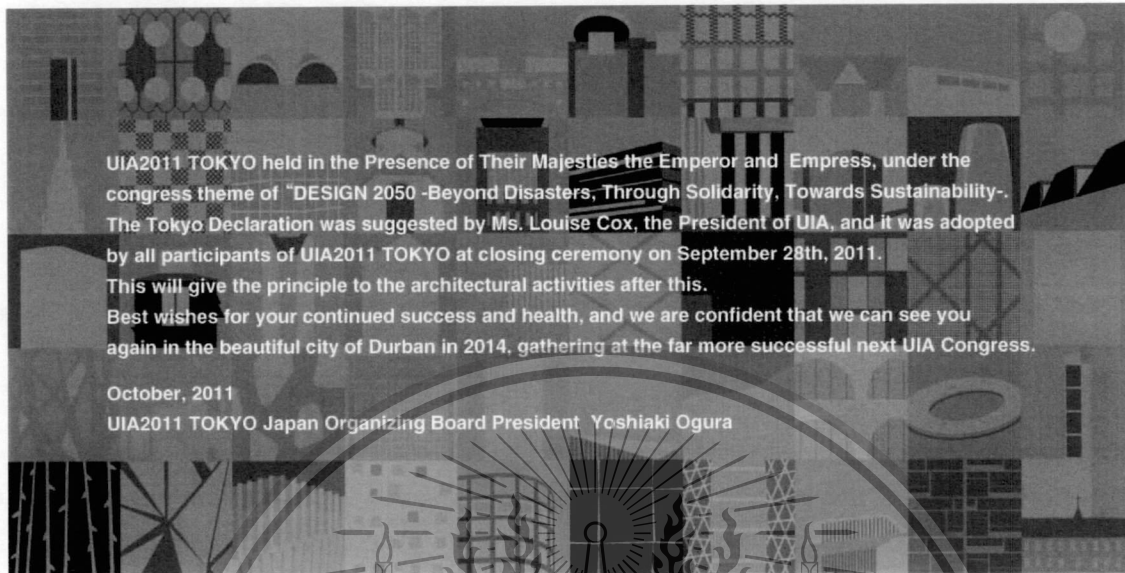 UIA2011 TOKYO held in the Presence of Their Majesties the Emperor and Empress, under the
congress theme of "DESIGN 2050 -Beyond Disasters, Through Solidarity, Towards Sustainability-.
The Tokyo Declaration was suggested by Ms. Louise Cox, the President of UIA, and it was adopted
by all participants of UIA2011 TOKYO at closing ceremony on September 28th, 2011.
This will give the principle to the architectural activities after this.
Best wishes for your continued success and health, and we are confident that we can see you
again in the beautiful city of Durban in 2014, gathering at the far more successful next UIA Congress.
October, 2011
UIA2011 TOKYO Japan Organizing Board President Yoshiaki Ogura